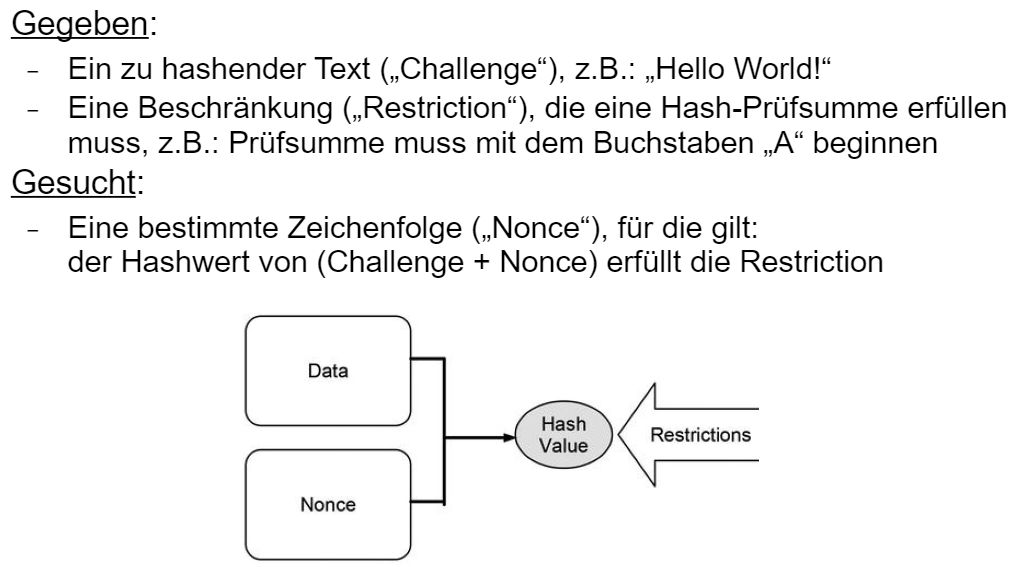 Gegeben:
– Ein zu hashender Text („Challenge“), z.B.: „Hello World!“
– Eine Beschränkung („Restriction“), die eine Hash-Prüfsumme erfüllen
muss, z.B.: Prüfsumme muss mit dem Buchstaben „A“ beginnen
Gesucht:
– Eine bestimmte Zeichenfolge („Nonce“), für die gilt:
der Hashwert von (Challenge + Nonce) erfüllt die Restriction
Data
Nonce
Hash
Value
Restrictions